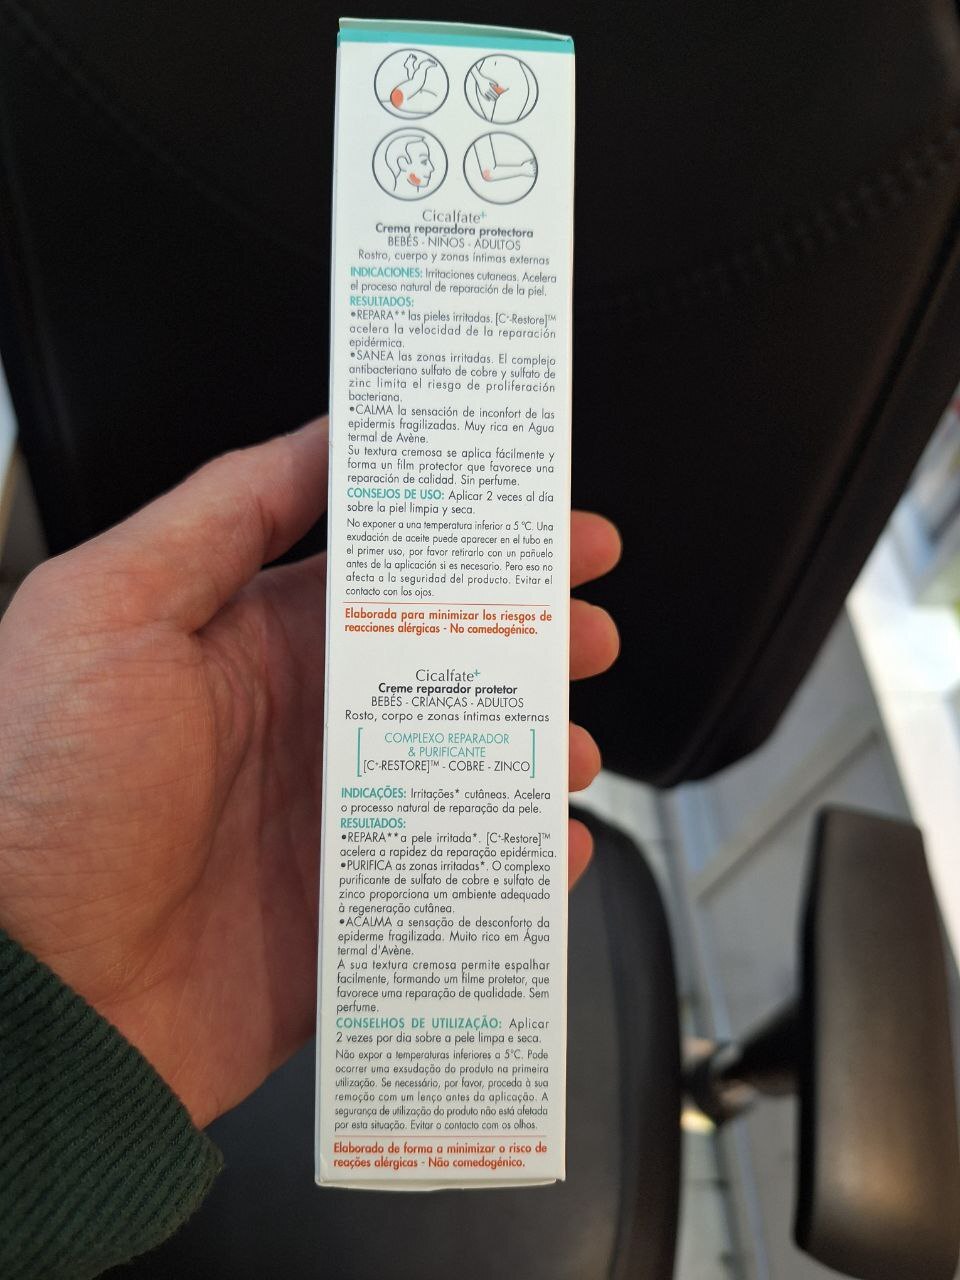 Cicalfate+
Crema reparadora protectora
BEBÉS - NIÑOS - ADULTOS
Rostro, cuerpo y zonas íntimas externas
INDICACIONES: Irritaciones cutaneas. Acelera
el proceso natural de reparación de la piel.
RESULTADOS:
•REPARA** las pieles irritadas. [C+-Restore]™
acelera la velocidad de la reparación
epidérmica.
•SANEA las zonas irritadas. El complejo
antibacteriano sulfato de cobre y sulfato de
zinc limita el riesgo de proliferación
bacteriana.
•CALMA la sensación de inconfort de las
epidermis fragilizadas. Muy rica en Agua
termal de Avène.
Su textura cremosa se aplica fácilmente y
forma un film protector que favorece una
reparación de calidad. Sin perfume.
CONSEJOS DE USO: Aplicar 2 veces al día
sobre la piel limpia y seca.
No exponer a una temperatura inferior a 5 °C. Una
exudación de aceite puede aparecer en el tubo en
el primer uso, por favor retirarlo con un pañuelo
antes de la aplicación si es necesario. Pero eso no
afecta a la seguridad del producto. Evitar el
contacto con los ojos.
Elaborada para minimizar los riesgos de
reacciones alérgicas - No comedogénico.
Cicalfate+
Creme reparador protetor
BEBÉS - CRIANÇAS - ADULTOS
Rosto, corpo e zonas íntimas externas
COMPLEXO REPARADOR
& PURIFICANTE
[C+-RESTORE]™ - COBRE - ZINCO
INDICAÇÕES: Irritações* cutâneas. Acelera
o processo natural de reparação da pele.
RESULTADOS:
•REPARA** a pele irritada*. [C+-Restore]™
acelera a rapidez da reparação epidérmica.
•PURIFICA as zonas irritadas*. O complexo
purificante de sulfato de cobre e sulfato de
zinco proporciona um ambiente adequado
à regeneração cutânea.
•ACALMA a sensação de desconforto da
epiderme fragilizada. Muito rico em Água
termal d'Avène.
A sua textura cremosa permite espalhar
facilmente, formando um filme protetor, que
favorece uma reparação de qualidade. Sem
perfume.
CONSELHOS DE UTILIZAÇÃO: Aplicar
2 vezes por dia sobre a pele limpa e seca.
Não expor a temperaturas inferiores a 5°C. Pode
ocorrer uma exsudação do produto na primeira
utilização. Se necessário, por favor, proceda à sua
remoção com um lenço antes da aplicação. A
segurança de utilização do produto não está afetada
por esta situação. Evitar o contacto com os olhos.
Elaborado de forma a minimizar o risco de
reações alérgicas - Não comedogénico.